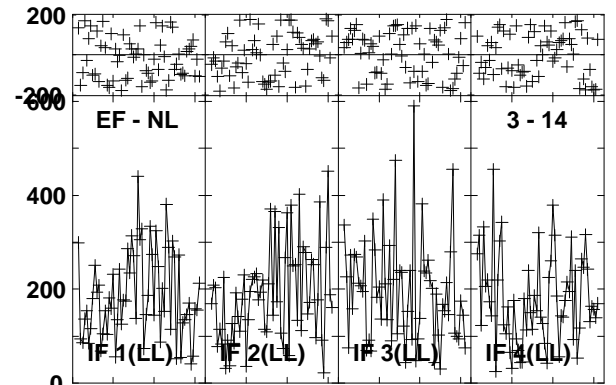 200
-200
600
EF - NL
3 - 14
400
200
IF 1(LL)
IF 2(LL)
IF 3(LL)
IF 4(LL)
0